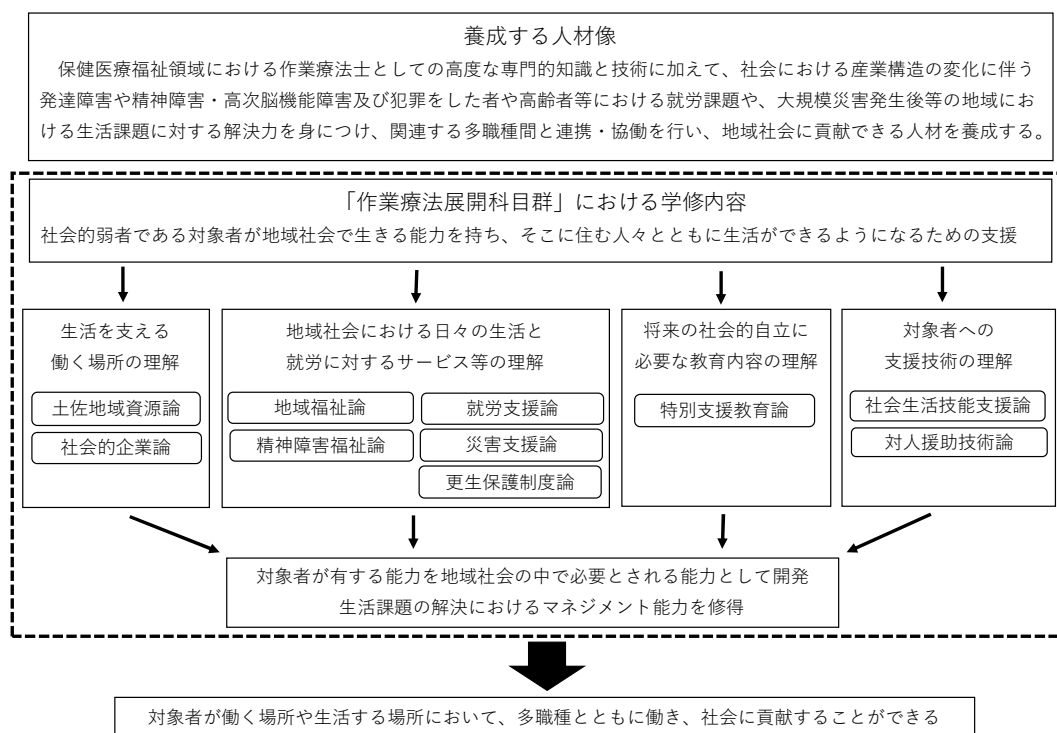 養成する人材像
保健医療福祉領域における作業療法士としての高度な専門的知識と技術に加えて、社会における産業構造の変化に伴う
発達障害や精神障害・高次脳機能障害及び犯罪をした者や高齢者等における就労課題や、大規模災害発生後等の地域にお
ける生活課題に対する解決力を身につけ、関連する多職種間と連携・協働を行い、地域社会に貢献できる人材を養成する。
「作業療法展開科目群」における学修内容
社会的弱者である対象者が地域社会で生きる能力を持ち、そこに住む人々とともに生活ができるようになるための支援
生活を支える
働く場所の理解
土佐地域資源論
社会的企業論
地域社会における日々の生活と
就労に対するサービス等の理解
地域福祉論
就労支援論
精神障害福祉論
災害支援論
更生保護制度論
将来の社会的自立に
必要な教育内容の理解
特別支援教育論
対象者への
支援技術の理解
社会生活技能支援論
対人援助技術論
対象者が有する能力を地域社会の中で必要とされる能力として開発
生活課題の解決におけるマネジメント能力を修得
対象者が働く場所や生活する場所において、多職種とともに働き、社会に貢献することができる